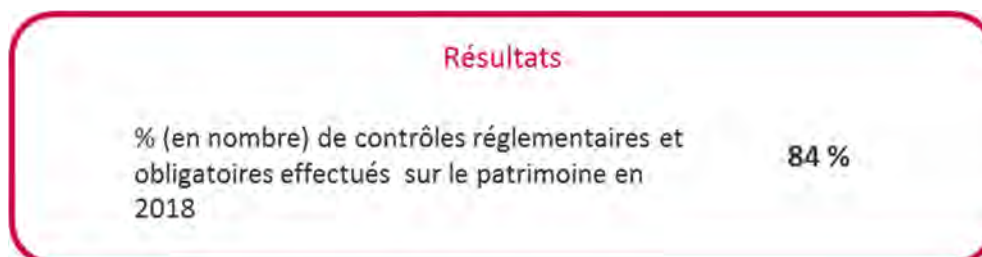 Résultats
% (en nombre) de contrôles réglementaires et
obligatoires effectués sur le patrimoine en
2018
84 %